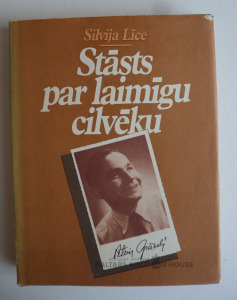 Silvija Līce
Stāsts
par laimīgu
cilvēku